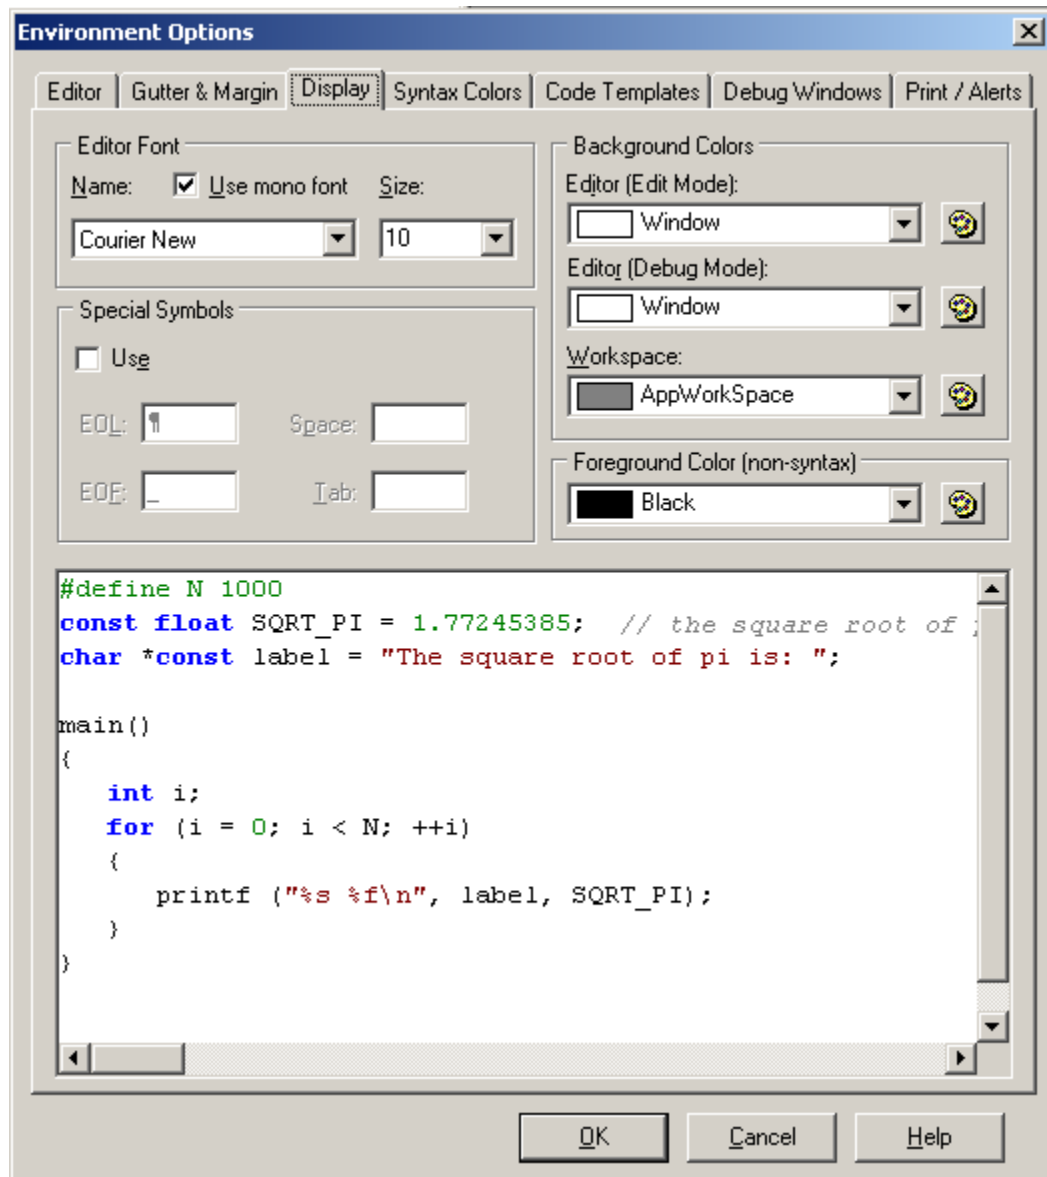 Environment Options
Editor Gutter & Margin Display Syntax Colors Code Templates Debug Windows Print / Alerts
Editor Font
Name: Use mono font Size:
Courier New 10
Special Symbols
Use
EOL: ¶ Space:
EOF: _ Tab:
Background Colors
Editor (Edit Mode):
Window
Editor (Debug Mode):
Window
Workspace:
AppWorkSpace
Foreground Color (non-syntax)
Black
#define N 1000
const float SQRT_PI = 1.77245385;  // the square root of
char *const label = "The square root of pi is: ";
main()
{
   int i;
   for (i = 0; i < N; ++i)
   {
      printf ("%s %f\n", label, SQRT_PI);
   }
}
OK Cancel Help